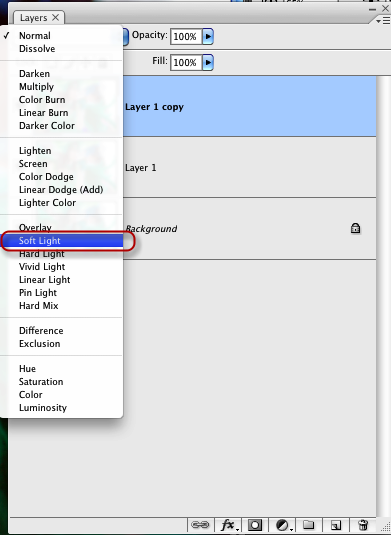 Layers ×
✓ Normal
Opacity: 100%
Dissolve
Fill: 100%
Darken
Multiply
Color Burn
Linear Burn
Darker Color
Layer 1 copy
Lighten
Screen
Color Dodge
Linear Dodge (Add)
Lighter Color
Layer 1
Overlay
Soft Light
Hard Light
Vivid Light
Linear Light
Pin Light
Hard Mix
Background
Difference
Exclusion
Hue
Saturation
Color
Luminosity
fx.